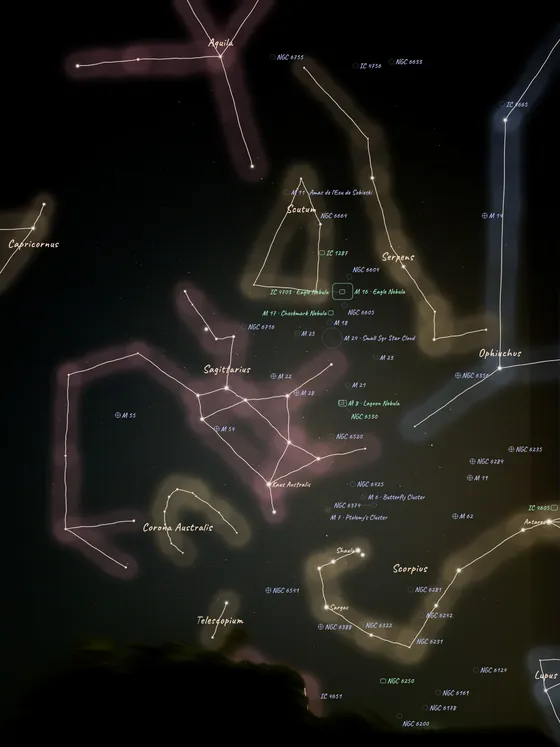 Aquila
NGC 6755
IC 4756
NGC 6633
IC 4665
M 11 - Amas de l'Ecu de Sobieski
Scutum
NGC 6664
M 14
Capricornus
IC 1287
Serpens
NGC 6604
IC 4703 - Eagle Nebula
M 16 - Eagle Nebula
M 17 - Checkmark Nebula
NGC 6605
M 18
NGC 6716
M 25
M 24 - Small Sgr Star Cloud
M 23
Ophiuchus
Sagittarius
M 22
NGC 6356
M 21
M 28
M 8 - Lagoon Nebula
M 55
NGC 6530
M 54
NGC 6520
NGC 6235
NGC 6284
M 19
Kaus Australis
NGC 6425
M 6 - Butterfly Cluster
NGC 6374
M 7 - Ptolemy's Cluster
M 62
IC 4605
Antares
Corona Australis
Shaula
Scorpius
NGC 6541
NGC 6281
Sargas
NGC 6242
Telescopium
NGC 6388
NGC 6322
NGC 6231
NGC 6124
Lupus
NGC 6250
IC 4651
NGC 6161
NGC 6178
NGC 6200